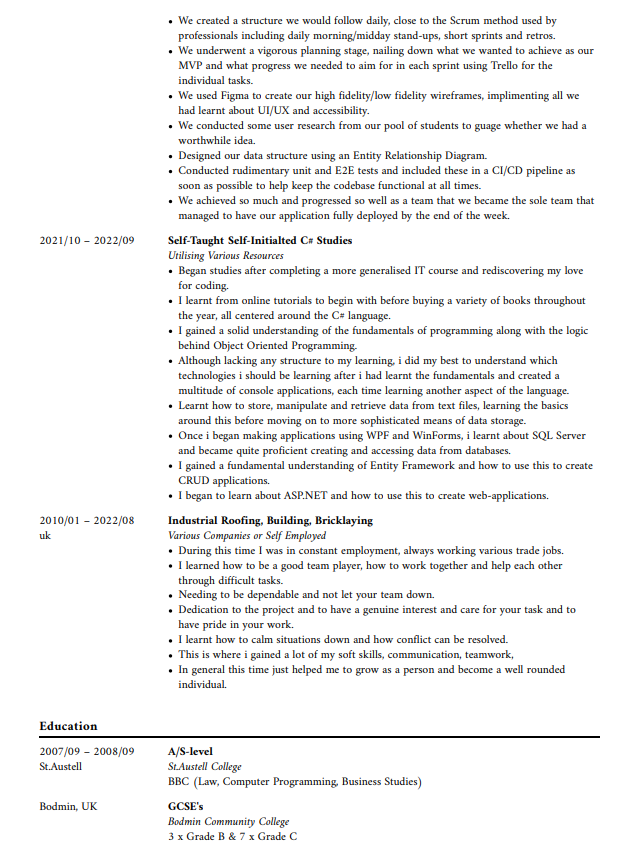 • We created a structure we would follow daily, close to the Scrum method used by
professionals including daily morning/midday stand-ups, short sprints and retros.
• We underwent a vigorous planning stage, nailing down what we wanted to achieve as our
MVP and what progress we needed to aim for in each sprint using Trello for the
individual tasks.
• We used Figma to create our high fidelity/low fidelity wireframes, implimenting all we
had learnt about UI/UX and accessibility.
• We conducted some user research from our pool of students to guage whether we had a
worthwhile idea.
• Designed our data structure using an Entity Relationship Diagram.
• Conducted rudimentary unit and E2E tests and included these in a CI/CD pipeline as
soon as possible to help keep the codebase functional at all times.
• We achieved so much and progressed so well as a team that we became the sole team that
managed to have our application fully deployed by the end of the week.
2021/10 – 2022/09 Self-Taught Self-Initialted C# Studies
Utilising Various Resources
• Began studies after completing a more generalised IT course and rediscovering my love
for coding.
• I learnt from online tutorials to begin with before buying a variety of books throughout
the year, all centered around the C# language.
• I gained a solid understanding of the fundamentals of programming along with the logic
behind Object Oriented Programming.
• Although lacking any structure to my learning, i did my best to understand which
technologies i should be learning after i had learnt the fundamentals and created a
multitude of console applications, each time learning another aspect of the language.
• Learnt how to store, manipulate and retrieve data from text files, learning the basics
around this before moving on to more sophisticated means of data storage.
• Once i began making applications using WPF and WinForms, i learnt about SQL Server
and became quite proficient creating and accessing data from databases.
• I gained a fundamental understanding of Entity Framework and how to use this to create
CRUD applications.
• I began to learn about ASP.NET and how to use this to create web-applications.
2010/01 – 2022/08 Industrial Roofing, Building, Bricklaying
uk Various Companies or Self Employed
• During this time I was in constant employment, always working various trade jobs.
• I learned how to be a good team player, how to work together and help each other
through difficult tasks.
• Needing to be dependable and not let your team down.
• Dedication to the project and to have a genuine interest and care for your task and to
have pride in your work.
• I learnt how to calm situations down and how conflict can be resolved.
• This is where i gained a lot of my soft skills, communication, teamwork,
• In general this time just helped me to grow as a person and become a well rounded
individual.
Education
2007/09 – 2008/09 A/S-level
St.Austell St.Austell College
BBC (Law, Computer Programming, Business Studies)
Bodmin, UK GCSE's
Bodmin Community College
3 x Grade B & 7 x Grade C